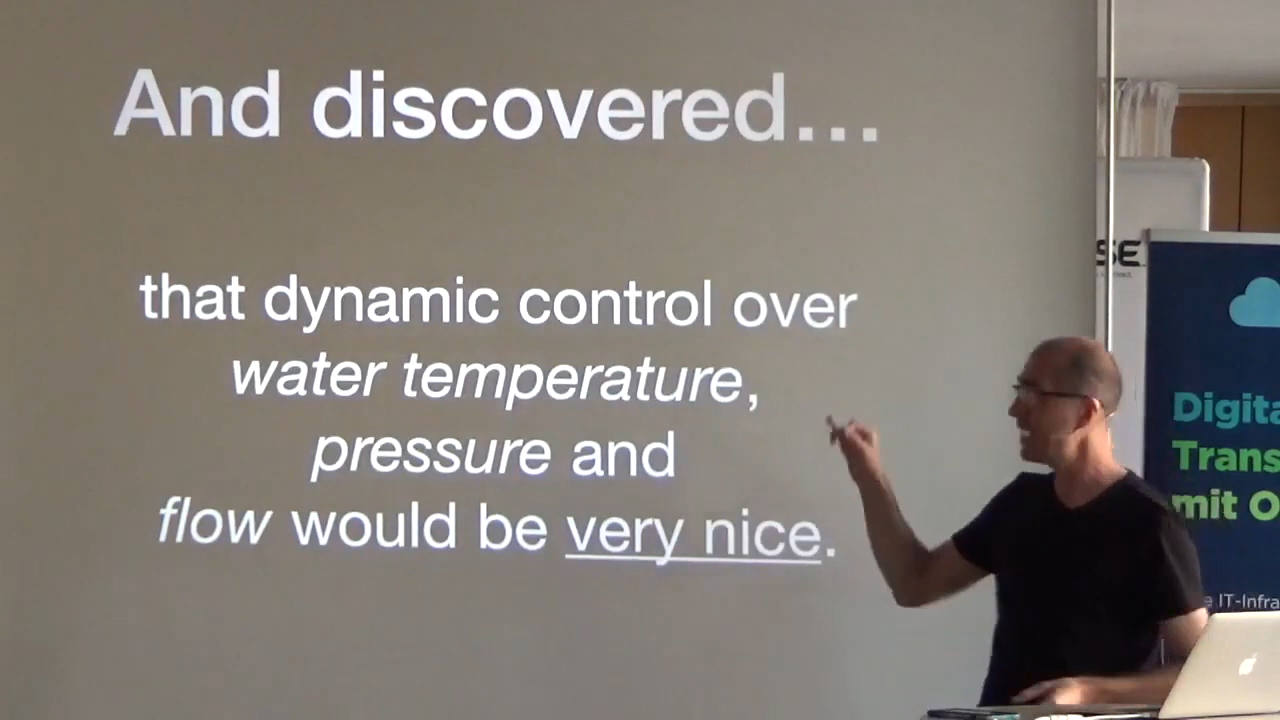 And discovered…
that dynamic control over
water temperature,
pressure and
flow would be very nice.
SE
Digita
Trans
mit O
e IT-Infra